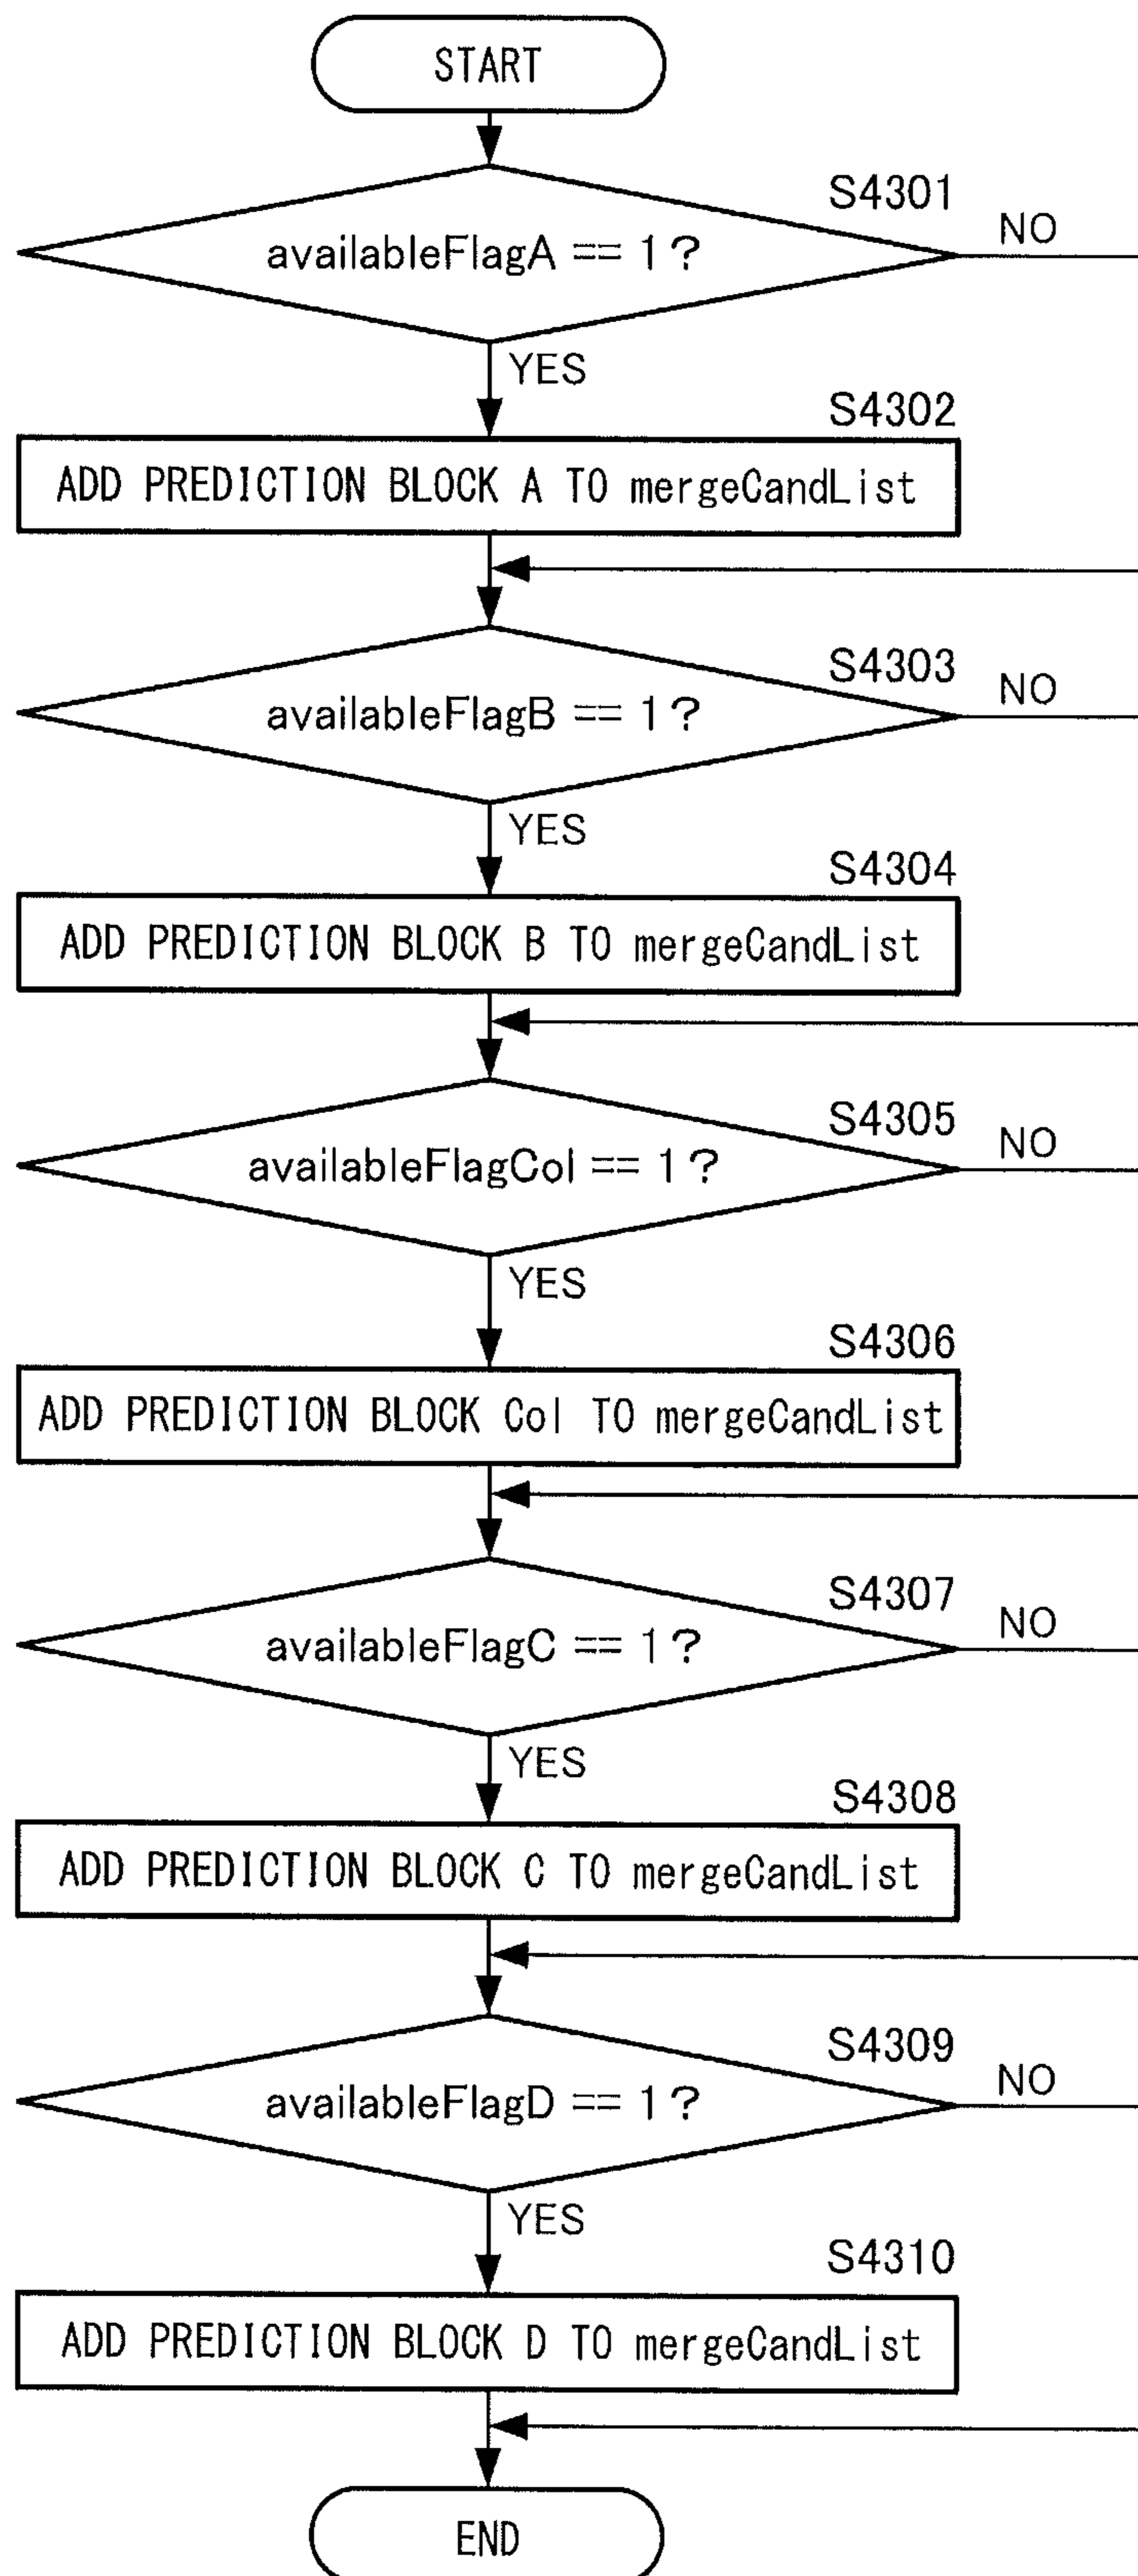 START
S4301
availableFlagA == 1?
NO
YES
S4302
ADD PREDICTION BLOCK A TO mergeCandList
S4303
availableFlagB == 1?
NO
YES
S4304
ADD PREDICTION BLOCK B TO mergeCandList
S4305
availableFlagCol == 1?
NO
YES
S4306
ADD PREDICTION BLOCK Col TO mergeCandList
S4307
availableFlagC == 1?
NO
YES
S4308
ADD PREDICTION BLOCK C TO mergeCandList
S4309
availableFlagD == 1?
NO
YES
S4310
ADD PREDICTION BLOCK D TO mergeCandList
END